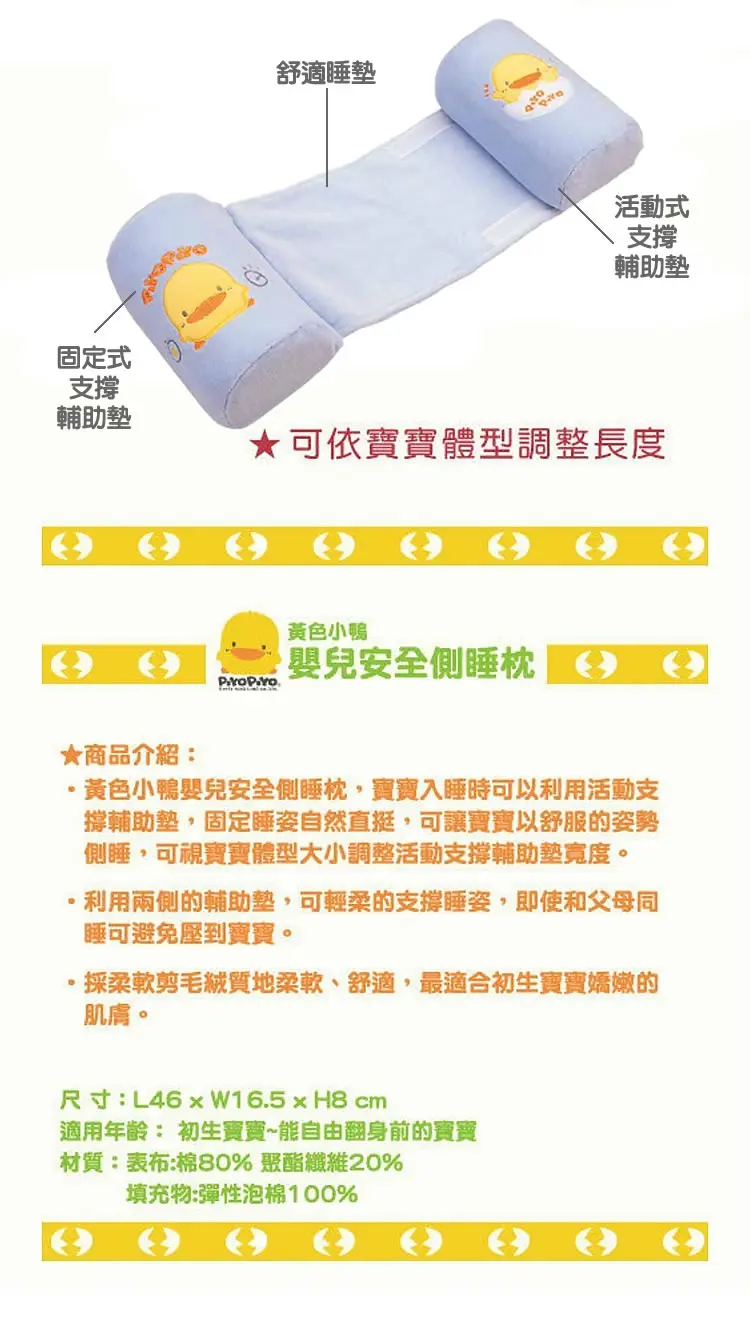 舒適睡墊
PiYO
PiYO
活動式
支撐
輔助墊
PiYOPiYO
固定式
支撐
輔助墊
★可依寶寶體型調整長度
黃色小鴨
嬰兒安全側睡枕
PiYOPiYO
★商品介紹：
・黃色小鴨嬰兒安全側睡枕，寶寶入睡時可以利用活動支
撐輔助墊，固定睡姿自然直挺，可讓寶寶以舒服的姿勢
側睡，可視寶寶體型大小調整活動支撐輔助墊寬度。
・利用兩側的輔助墊，可輕柔的支撐睡姿，即使和父母同
睡可避免壓到寶寶。
・採柔軟剪毛絨質地柔軟、舒適，最適合初生寶寶嬌嫩的
肌膚。
尺 寸：L46 x W16.5 x H8 cm
適用年齡： 初生寶寶~能自由翻身前的寶寶
材質：表布:棉80% 聚酯纖維20%
填充物:彈性泡棉100%